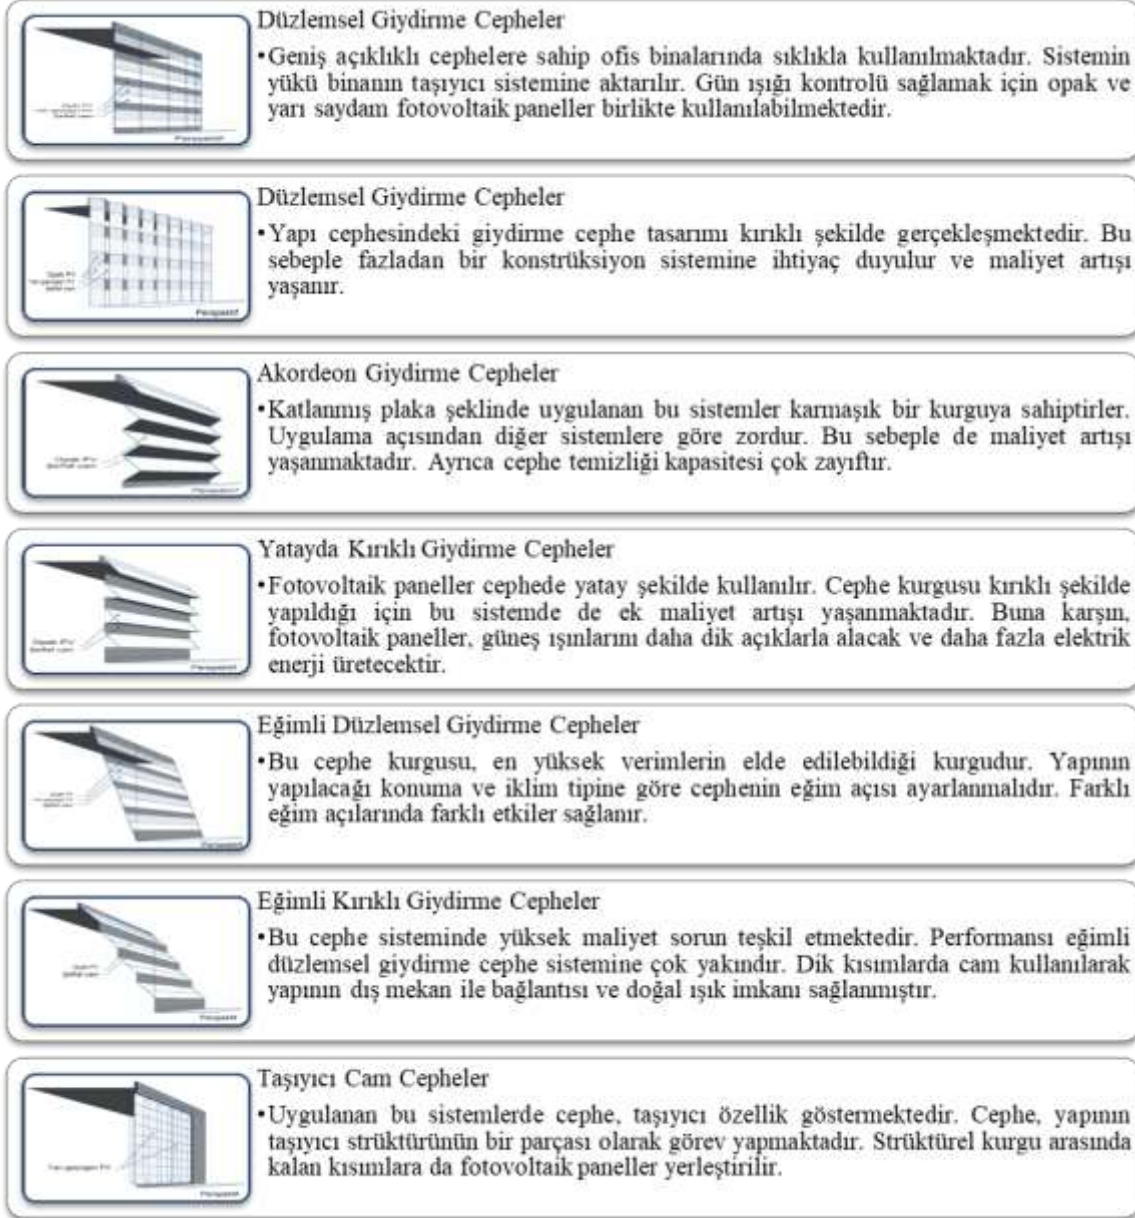 Düzlemsel Giydirme Cepheler
•Geniş açıklıklı cephelere sahip ofis binalarında sıklıkla kullanılmaktadır. Sistemin
yükü binanın taşıyıcı sistemine aktarılır. Gün ışığı kontrolü sağlamak için opak ve
yarı saydam fotovoltaik paneller birlikte kullanılabilmektedir.
Perspektif
Düzlemsel Giydirme Cepheler
•Yapı cephesindeki giydirme cephe tasarımı kırıklı şekilde gerçekleşmektedir. Bu
sebeple fazladan bir konstrüksiyon sistemine ihtiyaç duyulur ve maliyet artışı
yaşanır.
Perspektif
Akordeon Giydirme Cepheler
•Katlanmış plaka şeklinde uygulanan bu sistemler karmaşık bir kurguya sahiptirler.
Uygulama açısından diğer sistemlere göre zordur. Bu sebeple de maliyet artışı
yaşanmaktadır. Ayrıca cephe temizliği kapasitesi çok zayıftır.
Perspektif
Yatayda Kırıklı Giydirme Cepheler
•Fotovoltaik paneller cephede yatay şekilde kullanılır. Cephe kurgusu kırıklı şekilde
yapıldığı için bu sistemde de ek maliyet artışı yaşanmaktadır. Buna karşın,
fotovoltaik paneller, güneş ışınlarını daha dik açıklarla alacak ve daha fazla elektrik
enerji üretecektir.
Perspektif
Eğimli Düzlemsel Giydirme Cepheler
•Bu cephe kurgusu, en yüksek verimlerin elde edilebildiği kurgudur. Yapının
yapılacağı konuma ve iklim tipine göre cephenin eğim açısı ayarlanmalıdır. Farklı
eğim açılarında farklı etkiler sağlanır.
Perspektif
Eğimli Kırıklı Giydirme Cepheler
•Bu cephe sisteminde yüksek maliyet sorun teşkil etmektedir. Performansı eğimli
düzlemsel giydirme cephe sistemine çok yakındır. Dik kısımlarda cam kullanılarak
yapının dış mekan ile bağlantısı ve doğal ışık imkanı sağlanmıştır.
Perspektif
Taşıyıcı Cam Cepheler
•Uygulanan bu sistemlerde cephe, taşıyıcı özellik göstermektedir. Cephe, yapının
taşıyıcı strüktürünün bir parçası olarak görev yapmaktadır. Strüktürel kurgu arasında
kalan kısımlara da fotovoltaik paneller yerleştirilir.
Perspektif